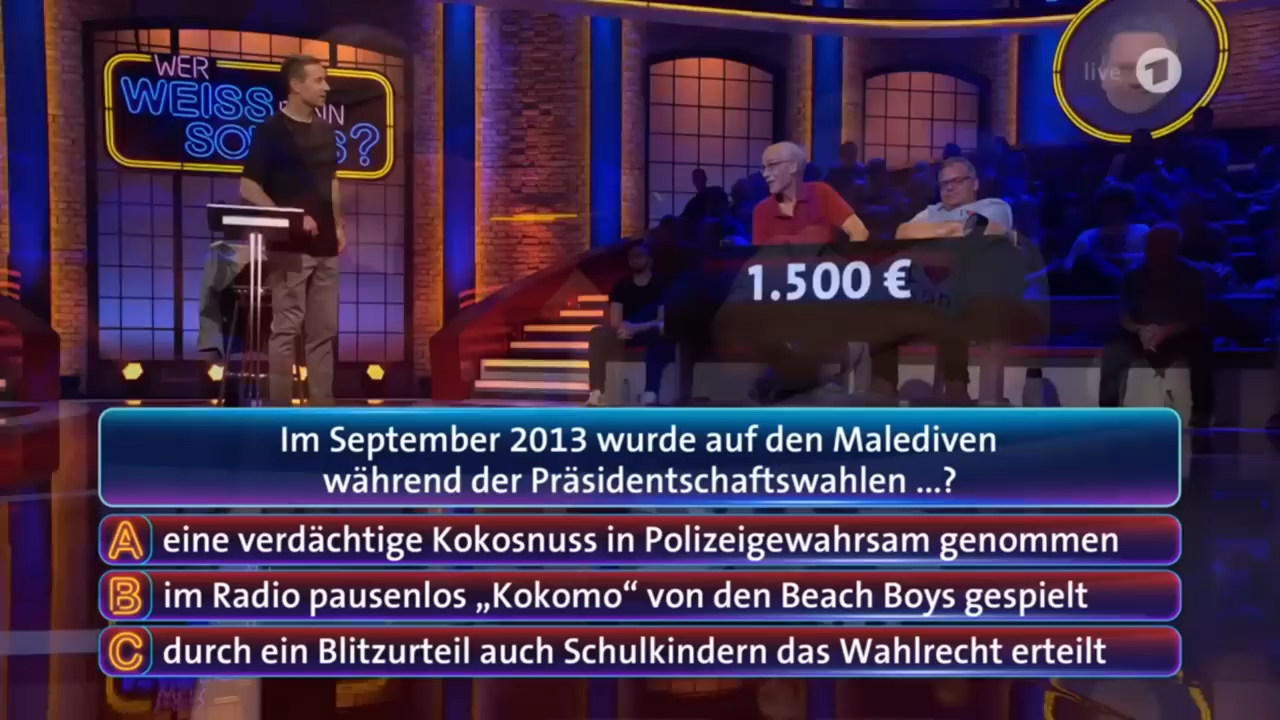 WER
WEISS
live 1
1.500 €
Im September 2013 wurde auf den Malediven
während der Präsidentschaftswahlen ...?
A eine verdächtige Kokosnuss in Polizeigewahrsam genommen
B im Radio pausenlos „Kokomo“ von den Beach Boys gespielt
C durch ein Blitzurteil auch Schulkindern das Wahlrecht erteilt